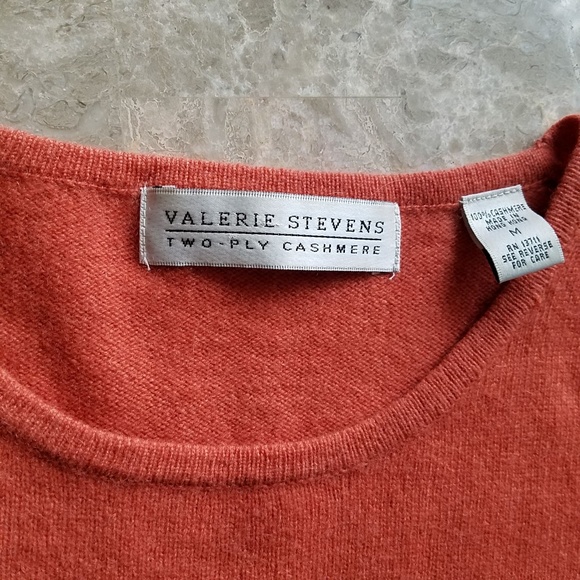 VALERIE STEVENS
TWO-PLY CASHMERE
100% CASHMERE
MADE IN
HONG KONG
M
RN 13711
SEE REVERSE
FOR CARE